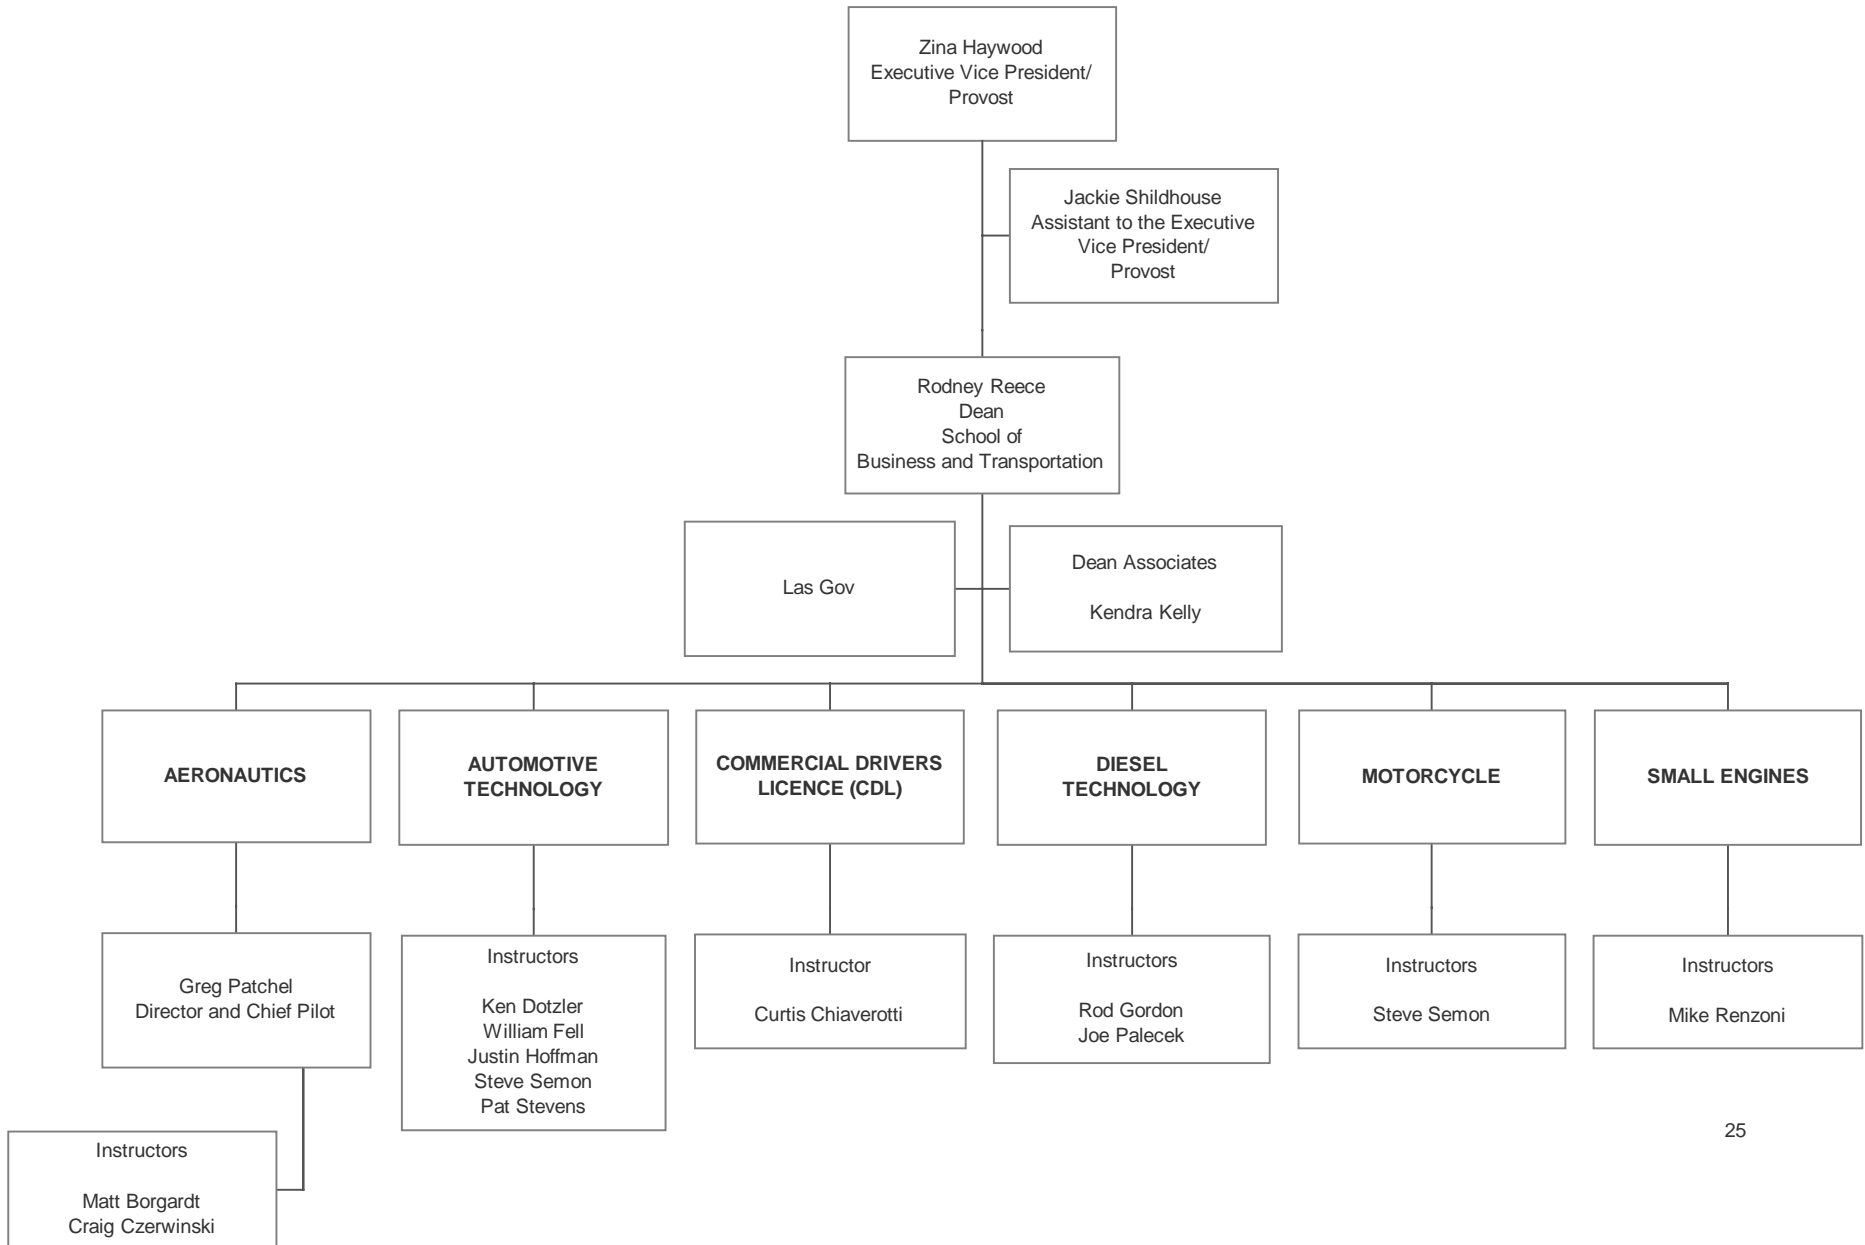 Zina Haywood
Executive Vice President/
Provost
Jackie Shildhouse
Assistant to the Executive
Vice President/
Provost
Rodney Reece
Dean
School of
Business and Transportation
Las Gov
Dean Associates
Kendra Kelly
AERONAUTICS
AUTOMOTIVE
TECHNOLOGY
COMMERCIAL DRIVERS
LICENCE (CDL)
DIESEL
TECHNOLOGY
MOTORCYCLE
SMALL ENGINES
Greg Patchel
Director and Chief Pilot
Instructors
Ken Dotzler
William Fell
Justin Hoffman
Steve Semon
Pat Stevens
Instructor
Curtis Chiaverotti
Instructors
Rod Gordon
Joe Palecek
Instructors
Steve Semon
Instructors
Mike Renzoni
Instructors
Matt Borgardt
Craig Czerwinski
25